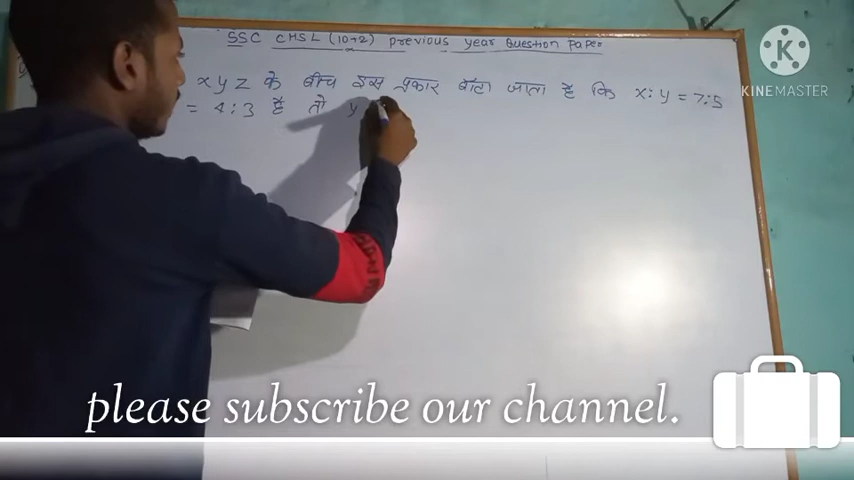 SSC CHSL (10+2) previous year Question Paper
x y z के बीच इस प्रकार बाँटा जाता है कि x:y = 7:5
= 4:3 है तो y
KINEMASTER
please subscribe our channel.